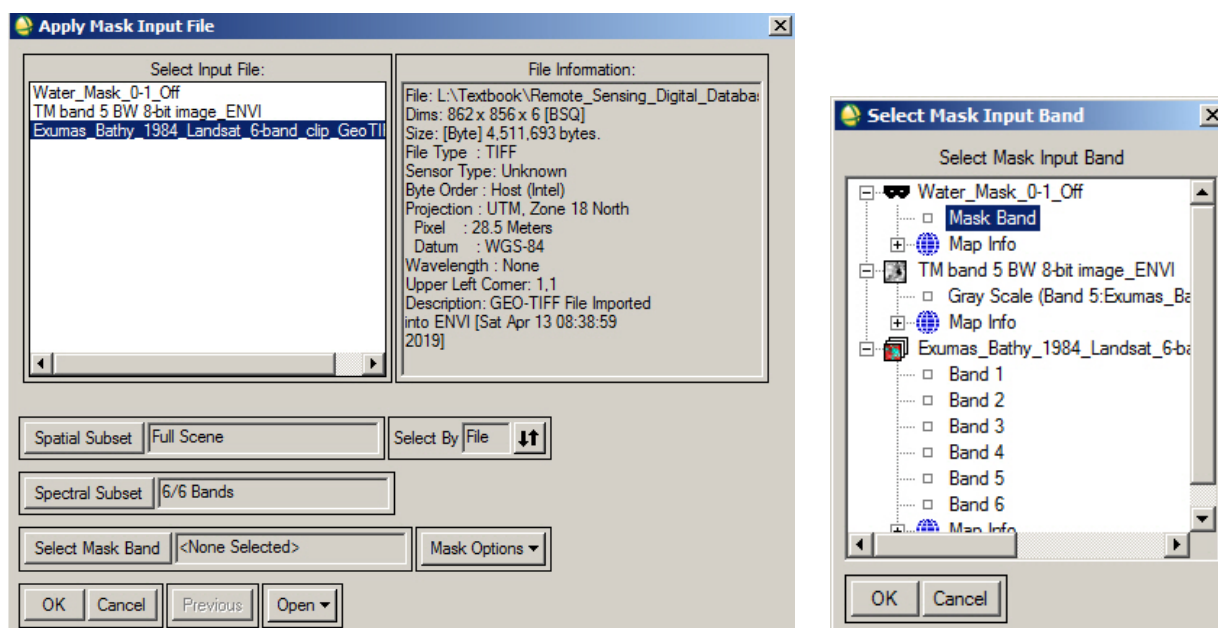 Apply Mask Input File
Select Input File:
Water_Mask_0-1_Off
TM band 5 BW 8-bit image_ENVI
Exumas_Bathy_1984_Landsat_6-band_clip_GeoTI
File Information:
File: L:\Textbook\Remote_Sensing_Digital_Databa
Dims: 862 x 856 x 6 [BSQ]
Size: [Byte] 4,511,693 bytes.
File Type : TIFF
Sensor Type: Unknown
Byte Order : Host (Intel)
Projection : UTM, Zone 18 North
Pixel : 28.5 Meters
Datum : WGS-84
Wavelength : None
Upper Left Corner: 1,1
Description: GEO-TIFF File Imported
into ENVI [Sat Apr 13 08:38:59
2019]
Spatial Subset Full Scene
Select By File
Spectral Subset 6/6 Bands
Select Mask Band <None Selected>
Mask Options
OK Cancel Previous Open
Select Mask Input Band
Select Mask Input Band
Water_Mask_0-1_Off
Mask Band
Map Info
TM band 5 BW 8-bit image_ENVI
Gray Scale (Band 5:Exumas_Ba
Map Info
Exumas_Bathy_1984_Landsat_6-ba
Band 1
Band 2
Band 3
Band 4
Band 5
Band 6
Map Info
OK Cancel